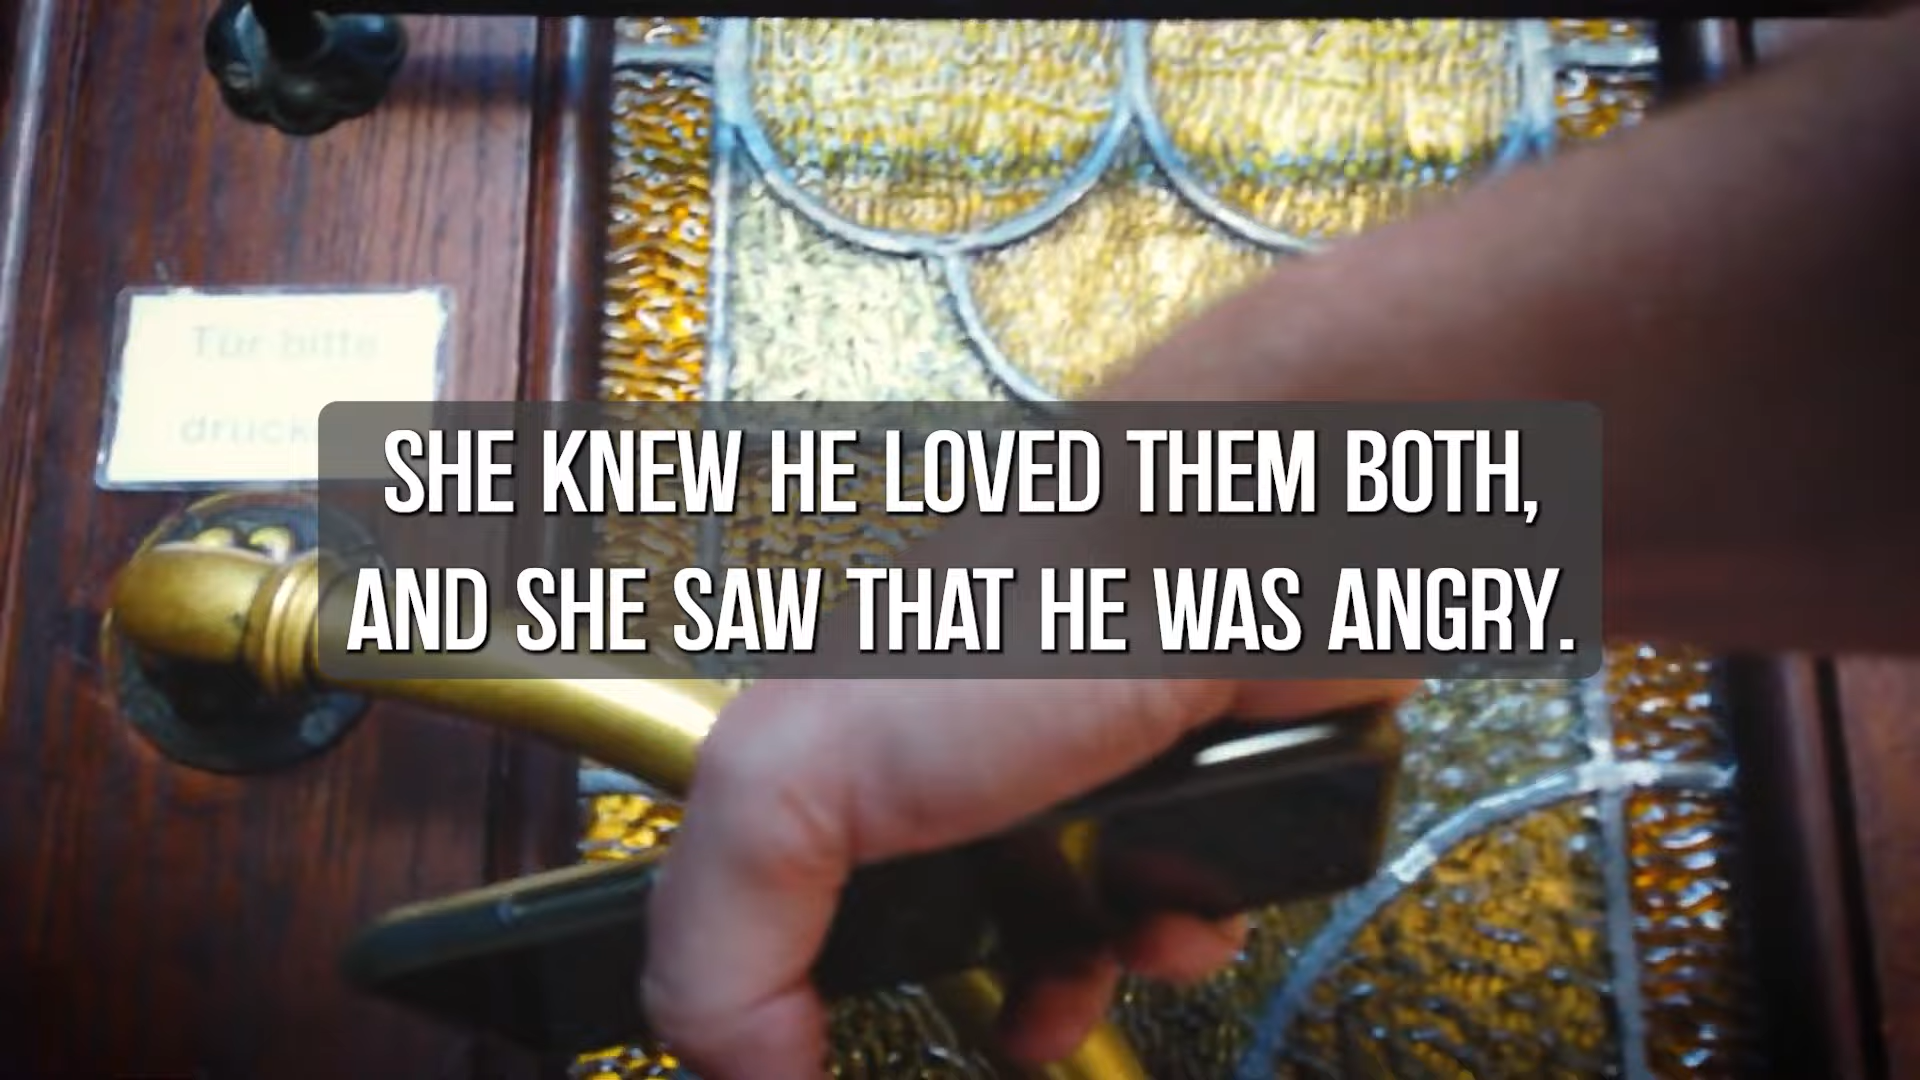 Tür bitte
SHE KNEW HE LOVED THEM BOTH,
AND SHE SAW THAT HE WAS ANGRY.